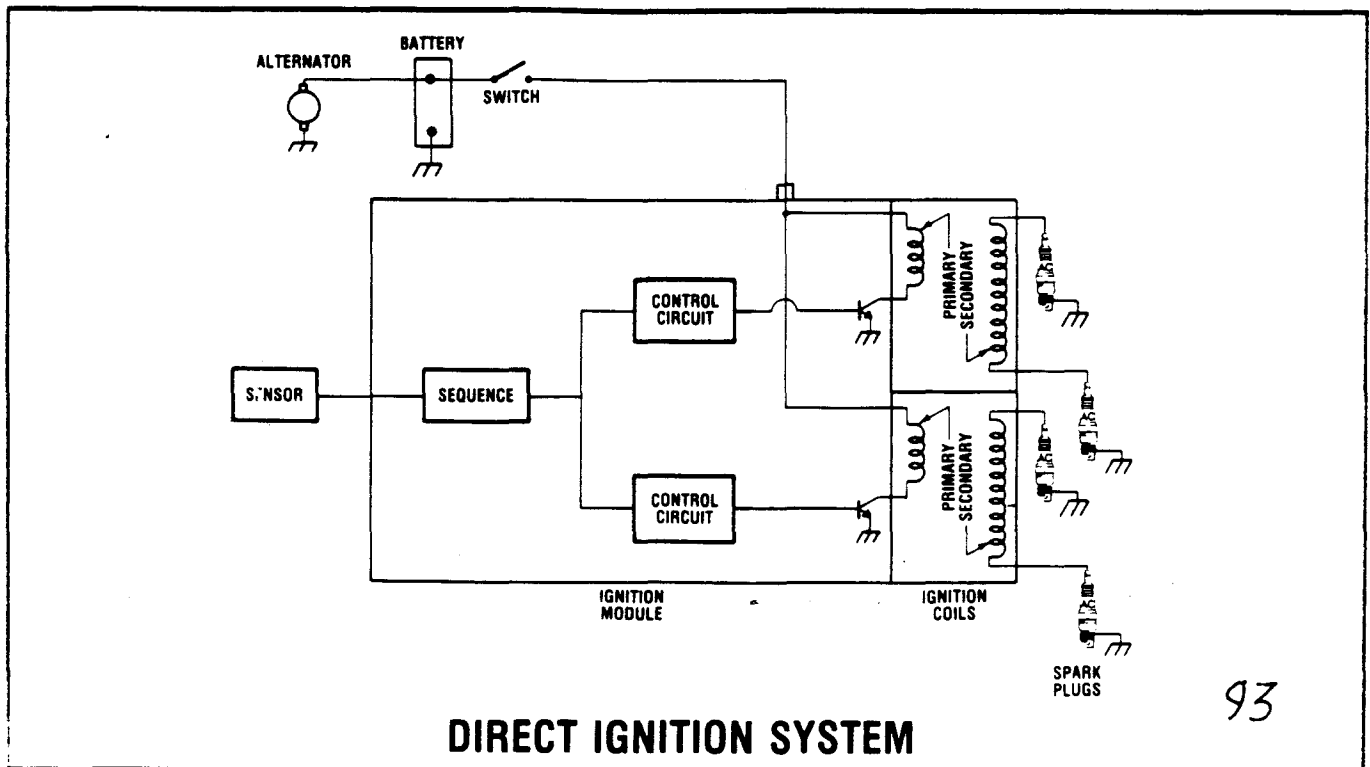 BATTERY
ALTERNATOR
SWITCH
PRIMARY
SECONDARY
CONTROL
CIRCUIT
SENSOR
SEQUENCE
PRIMARY
SECONDARY
CONTROL
CIRCUIT
IGNITION
MODULE
IGNITION
COILS
SPARK
PLUGS
93
DIRECT IGNITION SYSTEM